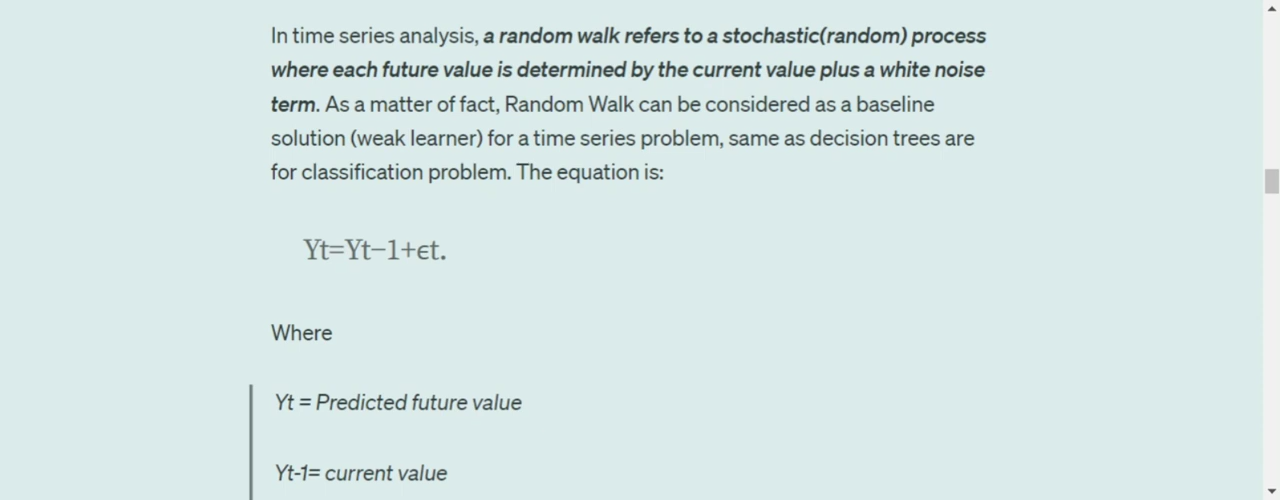 In time series analysis, a random walk refers to a stochastic(random) process
where each future value is determined by the current value plus a white noise
term. As a matter of fact, Random Walk can be considered as a baseline
solution (weak learner) for a time series problem, same as decision trees are
for classification problem. The equation is:
Yt=Yt−1+ϵt.
Where
Yt = Predicted future value
Yt-1= current value